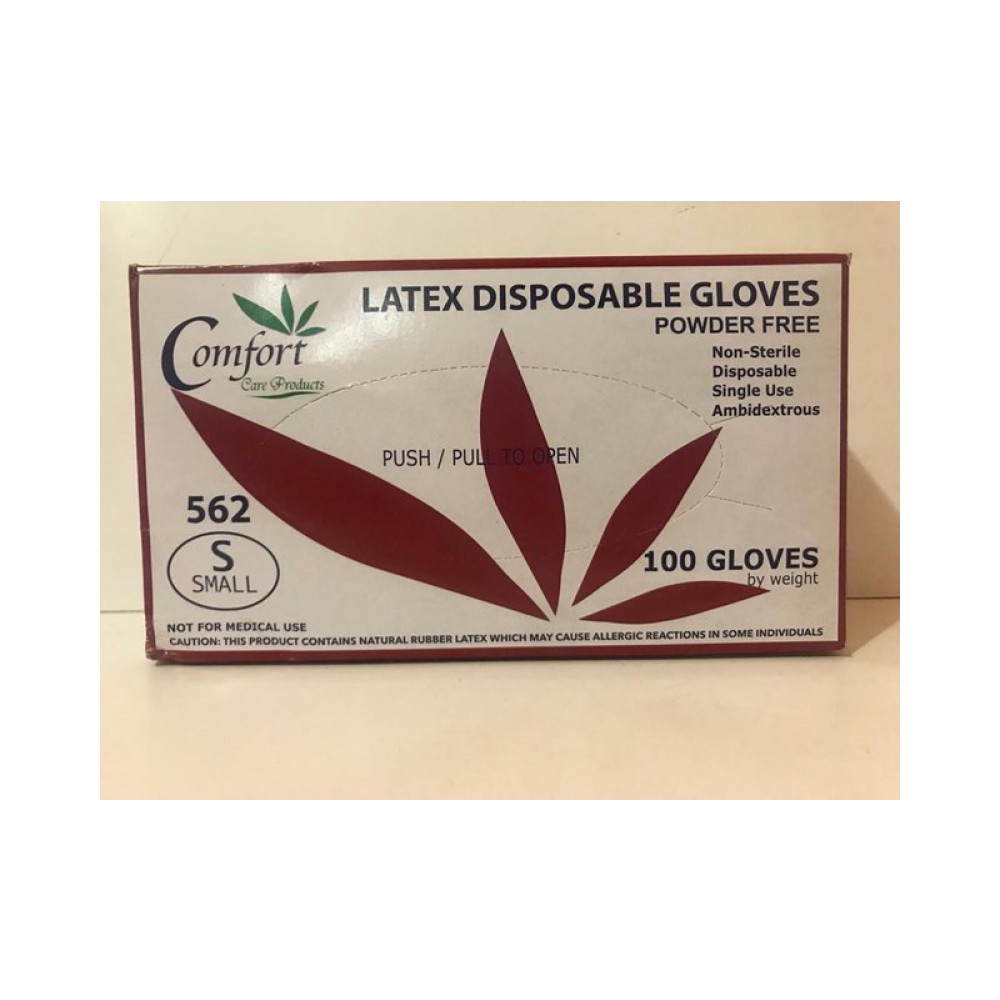 LATEX DISPOSABLE GLOVES
POWDER FREE
Non-Sterile
Disposable
Single Use
Ambidextrous
Comfort
Care Products
PUSH / PULL TO OPEN
562
S
SMALL
100 GLOVES
by weight
NOT FOR MEDICAL USE
CAUTION: THIS PRODUCT CONTAINS NATURAL RUBBER LATEX WHICH MAY CAUSE ALLERGIC REACTIONS IN SOME INDIVIDUALS